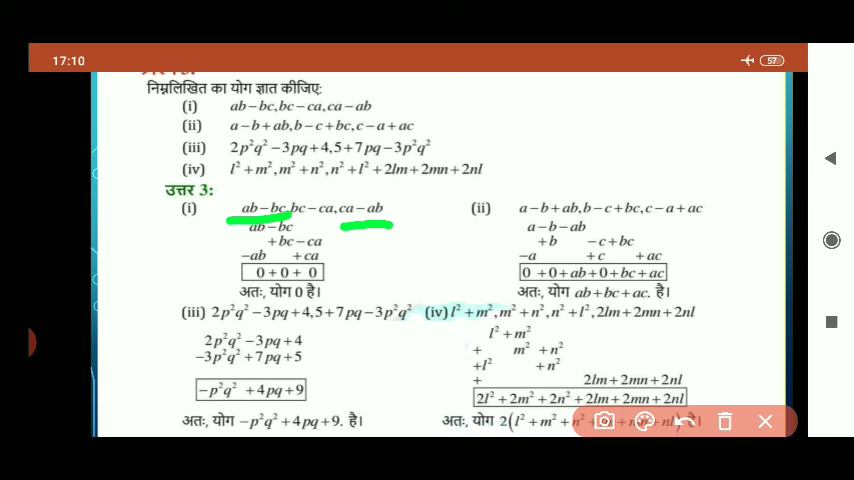 17:10
57
निम्नलिखित का योग ज्ञात कीजिए:
(i) ab−bc,bc−ca,ca−ab
(ii) a−b+ab,b−c+bc,c−a+ac
(iii) 2p²q²−3pq+4,5+7pq−3p²q²
(iv) l²+m²,m²+n²,n²+l²+2lm+2mn+2nl
उत्तर 3:
(i) ab−bc,bc−ca,ca−ab
ab−bc
+bc−ca
−ab +ca
0+0+0
अतः, योग 0 है।
(ii) a−b+ab,b−c+bc,c−a+ac
a−b−ab
+b −c+bc
−a +c +ac
0+0+ab+0+bc+ac
अतः, योग ab+bc+ac. है।
(iii) 2p²q²−3pq+4,5+7pq−3p²q²
2p²q²−3pq+4
−3p²q²+7pq+5
−p²q²+4pq+9
अतः, योग −p²q²+4pq+9. है।
(iv) l²+m²,m²+n²,n²+l²,2lm+2mn+2nl
l²+m²
+ m²+n²
+l² +n²
+ 2lm+2mn+2nl
2l²+2m²+2n²+2lm+2mn+2nl
अतः, योग 2(l²+m²+n²+ + +nl) है।